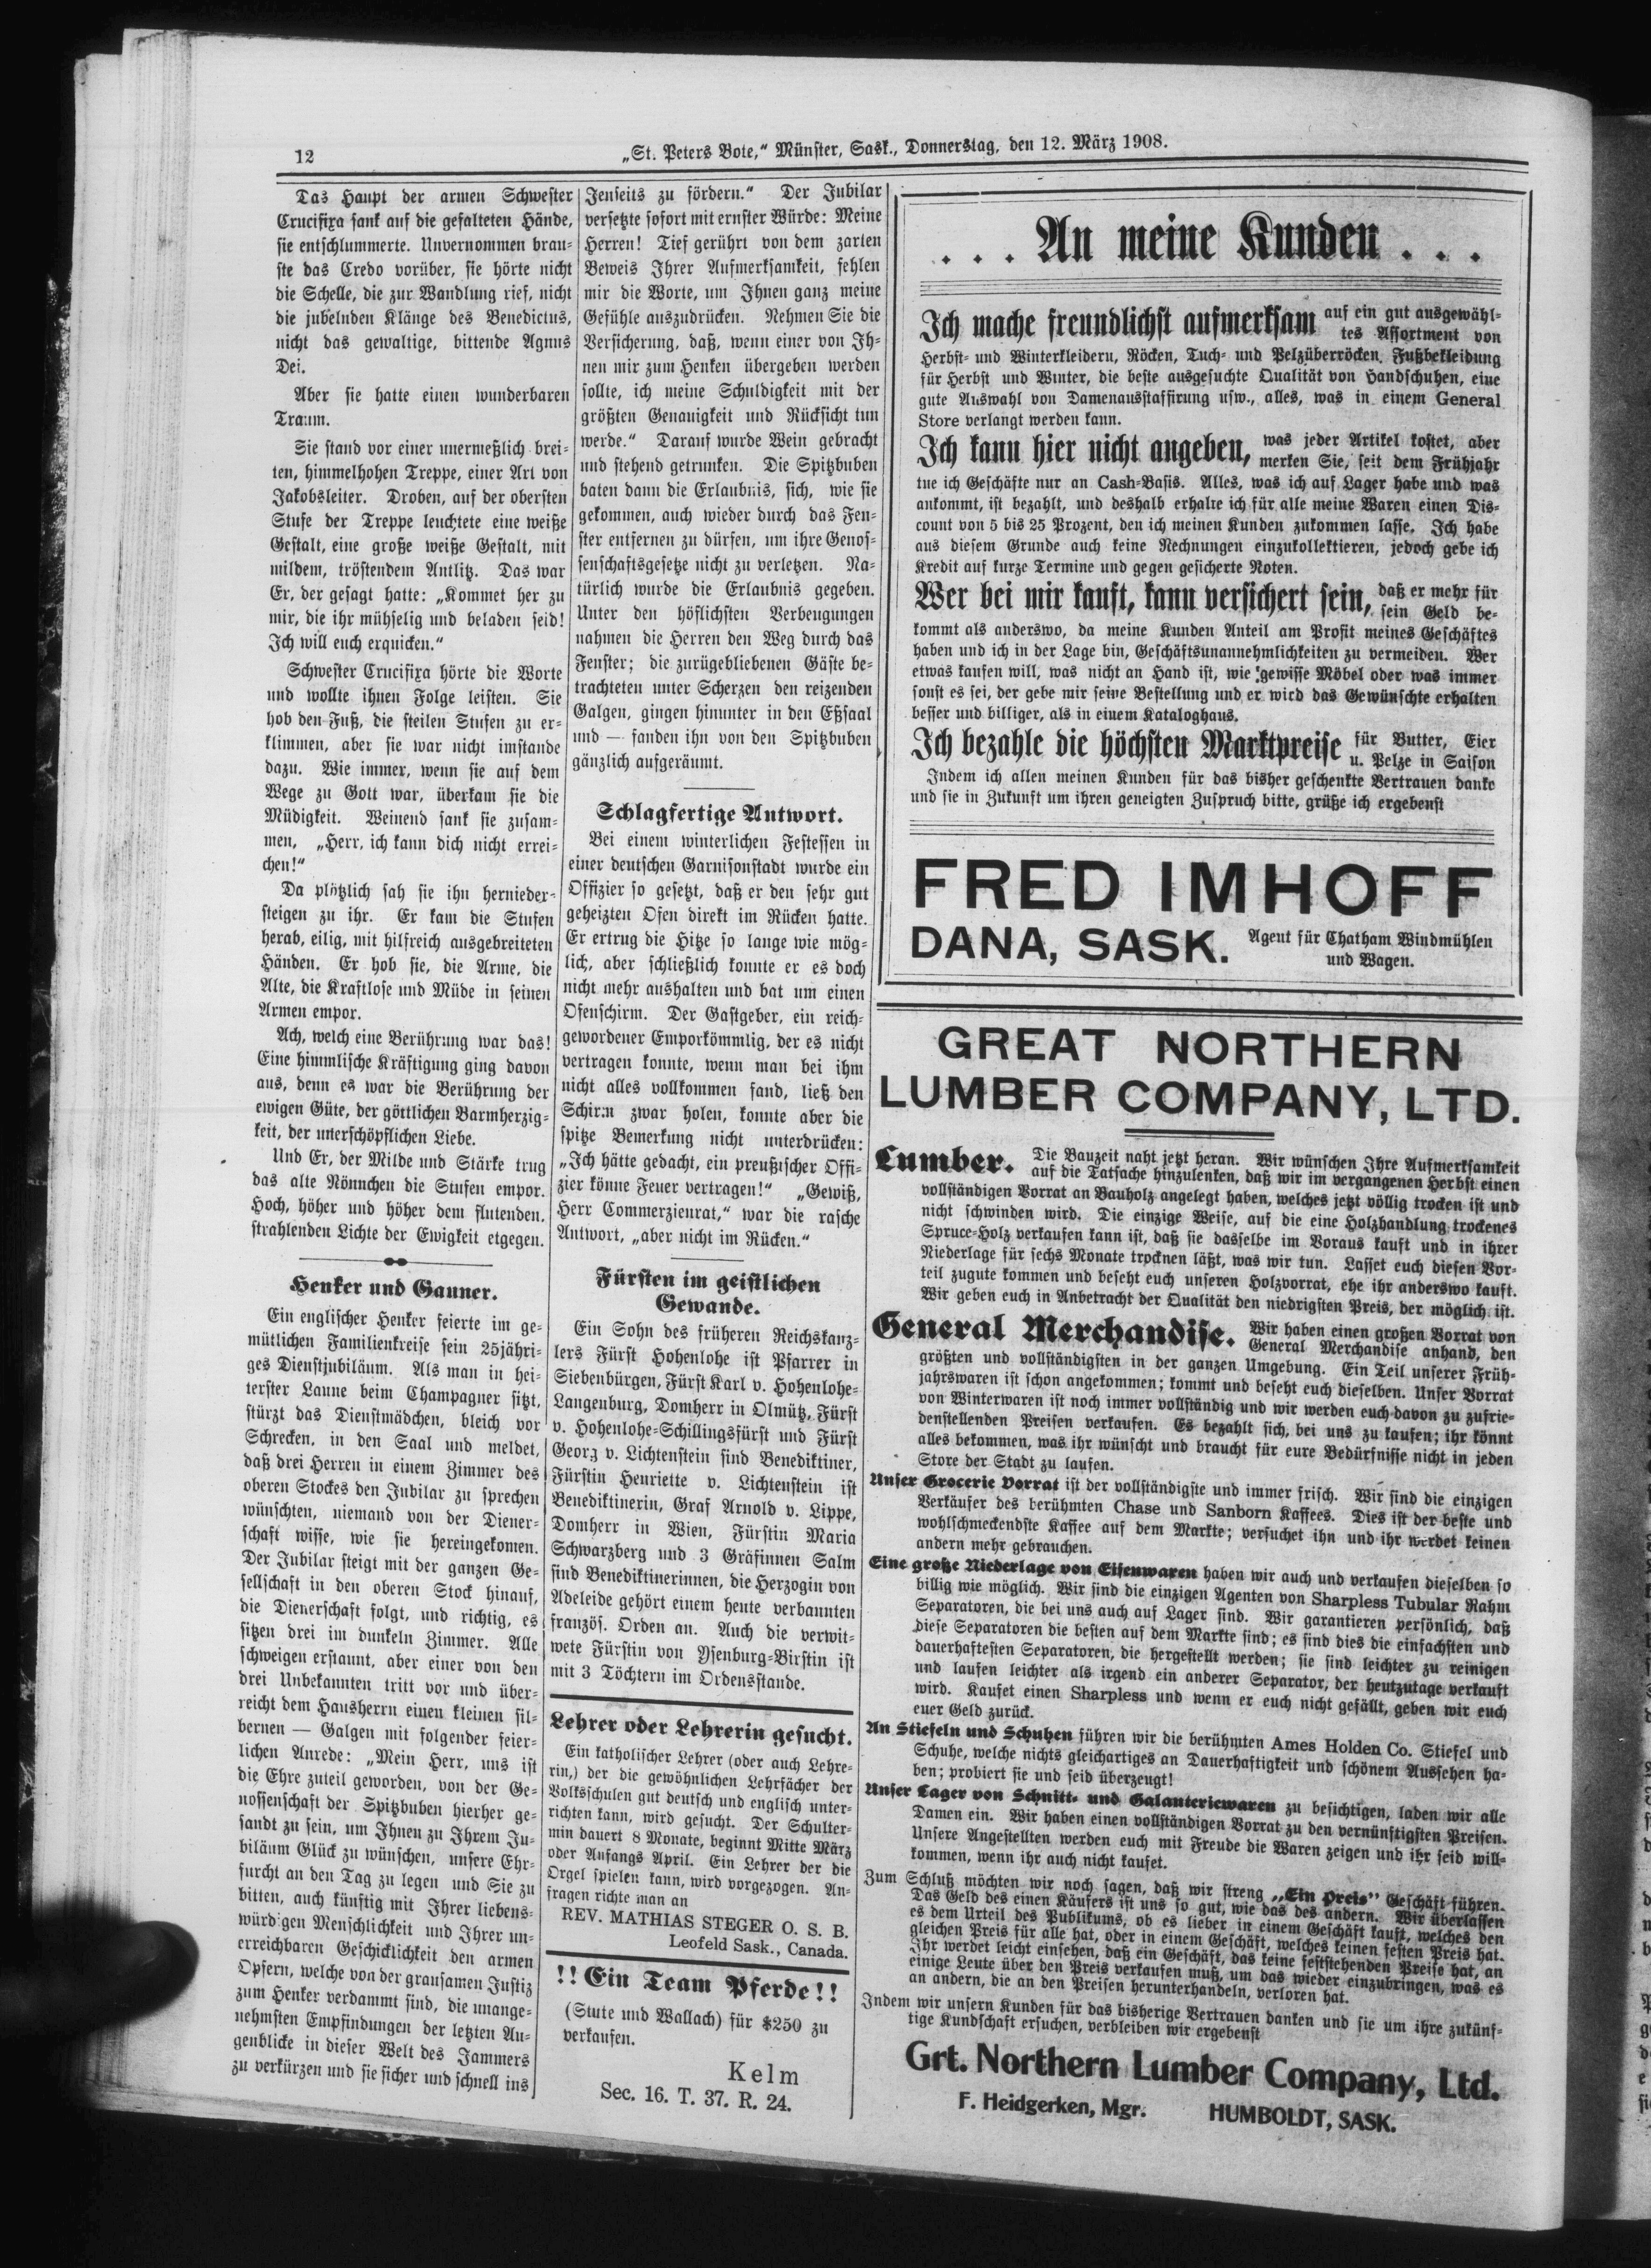 12
„St. Peters Bote,“ Münster, Sask., Donnerstag, den 12. März 1908.
Das Haupt der armen Schwester
Crucifixa sank auf die gefalteten Hände,
sie entschlummerte. Unvernommen brau-
ste das Credo vorüber, sie hörte nicht
die Schelle, die zur Wandlung rief, nicht
die jubelnden Klänge des Benedictus,
nicht das gewaltige, bittende Agnus
Dei.
Aber sie hatte einen wunderbaren
Traum.
Sie stand vor einer unermeßlich brei-
ten, himmelhohen Treppe, einer Art von
Jakobsleiter. Droben, auf der obersten
Stufe der Treppe leuchtete eine weiße
Gestalt, eine große weiße Gestalt, mit
mildem, tröstendem Antlitz. Das war
Er, der gesagt hatte: „Kommet her zu
mir, die ihr mühselig und beladen seid!
Ich will euch erquicken.“
Schwester Crucifixa hörte die Worte
und wollte ihnen Folge leisten. Sie
hob den Fuß, die steilen Stufen zu er-
klimmen, aber sie war nicht imstande
dazu. Wie immer, wenn sie auf dem
Wege zu Gott war, überkam sie die
Müdigkeit. Weinend sank sie zusam-
men, „Herr, ich kann dich nicht errei-
chen!“
Da plötzlich sah sie ihn hernieder-
steigen zu ihr. Er kam die Stufen
herab, eilig, mit hilfreich ausgebreiteten
Händen. Er hob sie, die Arme, die
Alte, die Kraftlose und Müde in seinen
Armen empor.
Ach, welch eine Berührung war das!
Eine himmlische Kräftigung ging davon
aus, denn es war die Berührung der
ewigen Güte, der göttlichen Barmherzig-
keit, der unerschöpflichen Liebe.
Und Er, der Milde und Stärke trug
das alte Nönnchen die Stufen empor.
Hoch, höher und höher dem flutenden,
strahlenden Lichte der Ewigkeit etgegen.
Henker und Gauner.
Ein englischer Henker feierte im ge-
mütlichen Familienkreise sein 25jähri-
ges Dienstjubiläum. Als man in hei-
terster Laune beim Champagner sitzt,
stürzt das Dienstmädchen, bleich vor
Schrecken, in den Saal und meldet,
daß drei Herren in einem Zimmer des
oberen Stockes den Jubilar zu sprechen
wünschten, niemand von der Diener-
schaft wisse, wie sie hereingekomen.
Der Jubilar steigt mit der ganzen Ge-
sellschaft in den oberen Stock hinauf,
die Dienerschaft folgt, und richtig, es
sitzen drei im dunkeln Zimmer. Alle
schweigen erstaunt, aber einer von den
drei Unbekannten tritt vor und über-
reicht dem Hausherrn einen kleinen sil-
bernen — Galgen mit folgender feier-
lichen Anrede: „Mein Herr, uns ist
die Ehre zuteil geworden, von der Ge-
nossenschaft der Spitzbuben hierher ge-
sandt zu sein, um Ihnen zu Ihrem Ju-
biläum Glück zu wünschen, unsere Ehr-
furcht an den Tag zu legen und Sie zu
bitten, auch künftig mit Ihrer liebens-
würdigen Menschlichkeit und Ihrer un-
erreichbaren Geschicklichkeit den armen
Opfern, welche von der grausamen Justiz
zum Henker verdammt sind, die unange-
nehmsten Empfindungen der letzten Au-
genblicke in dieser Welt des Jammers
zu verkürzen und sie sicher und schnell ins
Jenseits zu fördern.“ Der Jubilar
versetzte sofort mit ernster Würde: Meine
Herren! Tief gerührt von dem zarten
Beweis Ihrer Aufmerksamkeit, fehlen
mir die Worte, um Ihnen ganz meine
Gefühle auszudrücken. Nehmen Sie die
Versicherung, daß, wenn einer von Ih-
nen mir zum Henken übergeben werden
sollte, ich meine Schuldigkeit mit der
größten Genauigkeit und Rücksicht tun
werde.“ Darauf wurde Wein gebracht
und stehend getrunken. Die Spitzbuben
baten dann die Erlaubnis, sich, wie sie
gekommen, auch wieder durch das Fen-
ster entfernen zu dürfen, um ihre Genos-
senschaftsgesetze nicht zu verletzen. Na-
türlich wurde die Erlaubnis gegeben.
Unter den höflichsten Verbeugungen
nahmen die Herren den Weg durch das
Fenster; die zurügebliebenen Gäste be-
trachteten unter Scherzen den reizenden
Galgen, gingen hinunter in den Eßsaal
und — fanden ihn von den Spitzbuben
gänzlich aufgeräumt.
Schlagfertige Antwort.
Bei einem winterlichen Festessen in
einer deutschen Garnisonstadt wurde ein
Offizier so gesetzt, daß er den sehr gut
geheizten Ofen direkt im Rücken hatte.
Er ertrug die Hitze so lange wie mög-
lich, aber schließlich konnte er es doch
nicht mehr aushalten und bat um einen
Ofenschirm. Der Gastgeber, ein reich-
gewordener Emporkömmlig, der es nicht
vertragen konnte, wenn man bei ihm
nicht alles vollkommen fand, ließ den
Schirm zwar holen, konnte aber die
spitze Bemerkung nicht unterdrücken:
„Ich hätte gedacht, ein preußischer Offi-
zier könne Feuer vertragen!“ „Gewiß,
Herr Commerzienrat,“ war die rasche
Antwort, „aber nicht im Rücken.“
Fürsten im geistlichen
Gewande.
Ein Sohn des früheren Reichskanz-
lers Fürst Hohenlohe ist Pfarrer in
Siebenbürgen, Fürst Karl v. Hohenlohe-
Langenburg, Domherr in Olmütz, Fürst
v. Hohenlohe-Schillingsfürst und Fürst
Georg v. Lichtenstein sind Benediktiner,
Fürstin Henriette v. Lichtenstein ist
Benediktinerin, Graf Arnold v. Lippe,
Domherr in Wien, Fürstin Maria
Schwarzberg und 3 Gräfinnen Salm
sind Benediktinerinnen, die Herzogin von
Adeleide gehört einem heute verbannten
französ. Orden an. Auch die verwit-
wete Fürstin von Ysenburg-Birstin ist
mit 3 Töchtern im Ordensstande.
Lehrer oder Lehrerin gesucht.
Ein katholischer Lehrer (oder auch Lehre-
rin,) der die gewöhnlichen Lehrfächer der
Volksschulen gut deutsch und englisch unter-
richten kann, wird gesucht. Der Schulter-
min dauert 8 Monate, beginnt Mitte März
oder Anfangs April. Ein Lehrer der die
Orgel spielen kann, wird vorgezogen. An-
fragen richte man an
REV. MATHIAS STEGER O. S. B.
Leofeld Sask., Canada.
!! Ein Team Pferde!!
(Stute und Wallach) für $250 zu
verkaufen.
Kelm
Sec. 16. T. 37. R. 24.
. . . An meine Kunden . . .
Ich mache freundlichst aufmerksam auf ein gut ausgewähl-
tes Assortment von
Herbst- und Winterkleidern, Röcken, Tuch- und Pelzüberröcken, Fußbekleidung
für Herbst und Winter, die beste ausgesuchte Qualität von Handschuhen, eine
gute Auswahl von Damenausstaffirung usw., alles, was in einem General
Store verlangt werden kann.
Ich kann hier nicht angeben, was jeder Artikel kostet, aber
merken Sie, seit dem Frühjahr
tue ich Geschäfte nur an Cash-Basis. Alles, was ich auf Lager habe und was
ankommt, ist bezahlt, und deshalb erhalte ich für alle meine Waren einen Dis-
count von 5 bis 25 Prozent, den ich meinen Kunden zukommen lasse. Ich habe
aus diesem Grunde auch keine Rechnungen einzukollektieren, jedoch gebe ich
Kredit auf kurze Termine und gegen gesicherte Noten.
Wer bei mir kauft, kann versichert sein, daß er mehr für
sein Geld be-
kommt als anderswo, da meine Kunden Anteil am Profit meines Geschäftes
haben und ich in der Lage bin, Geschäftsunannehmlichkeiten zu vermeiden. Wer
etwas kaufen will, was nicht an Hand ist, wie gewisse Möbel oder was immer
sonst es sei, der gebe mir seine Bestellung und er wird das Gewünschte erhalten
besser und billiger, als in einem Kataloghaus.
Ich bezahle die höchsten Marktpreise für Butter, Eier
u. Pelze in Saison
Indem ich allen meinen Kunden für das bisher geschenkte Vertrauen danke
und sie in Zukunft um ihren geneigten Zuspruch bitte, grüße ich ergebenst
FRED IMHOFF
DANA, SASK. Agent für Chatham Windmühlen
und Wagen.
GREAT NORTHERN
LUMBER COMPANY, LTD.
Lumber. Die Bauzeit naht jetzt heran. Wir wünschen Ihre Aufmerksamkeit
auf die Tatsache hinzulenken, daß wir im vergangenen Herbst einen
vollständigen Vorrat an Bauholz angelegt haben, welches jetzt völlig trocken ist und
nicht schwinden wird. Die einzige Weise, auf die eine Holzhandlung trockenes
Spruce-Holz verkaufen kann ist, daß sie dasselbe im Voraus kauft und in ihrer
Niederlage für sechs Monate trocknen läßt, was wir tun. Lasset euch diesen Vor-
teil zugute kommen und beseht euch unseren Holzvorrat, ehe ihr anderswo kauft.
Wir geben euch in Anbetracht der Qualität den niedrigsten Preis, der möglich ist.
General Merchandise. Wir haben einen großen Vorrat von
General Merchandise anhand, den
größten und vollständigsten in der ganzen Umgebung. Ein Teil unserer Früh-
jahrswaren ist schon angekommen; kommt und beseht euch dieselben. Unser Vorrat
von Winterwaren ist noch immer vollständig und wir werden euch davon zu zufrie-
denstellenden Preisen verkaufen. Es bezahlt sich, bei uns zu kaufen; ihr könnt
alles bekommen, was ihr wünscht und braucht für eure Bedürfnisse nicht in jeden
Store der Stadt zu laufen.
Unser Grocerie Vorrat ist der vollständigste und immer frisch. Wir sind die einzigen
Verkäufer des berühmten Chase und Sanborn Kaffees. Dies ist der beste und
wohlschmeckendste Kaffee auf dem Markte; versuchet ihn und ihr werdet keinen
andern mehr gebrauchen.
Eine große Niederlage von Eisenwaren haben wir auch und verkaufen dieselben so
billig wie möglich. Wir sind die einzigen Agenten von Sharpless Tubular Rahm
Separatoren, die bei uns auch auf Lager sind. Wir garantieren persönlich, daß
diese Separatoren die besten auf dem Markte sind; es sind dies die einfachsten und
dauerhaftesten Separatoren, die hergestellt werden; sie sind leichter zu reinigen
und laufen leichter als irgend ein anderer Separator, der heutzutage verkauft
wird. Kaufet einen Sharpless und wenn er euch nicht gefällt, geben wir euch
euer Geld zurück.
An Stiefeln und Schuhen führen wir die berühmten Ames Holden Co. Stiefel und
Schuhe, welche nichts gleichartiges an Dauerhaftigkeit und schönem Aussehen ha-
ben; probiert sie und seid überzeugt!
Unser Lager von Schnitt- und Galanteriewaren zu besichtigen, laden wir alle
Damen ein. Wir haben einen vollständigen Vorrat zu den vernünftigsten Preisen.
Unsere Angestellten werden euch mit Freude die Waren zeigen und ihr seid will-
kommen, wenn ihr auch nicht kaufet.
Zum Schluß möchten wir noch sagen, daß wir streng „Ein Preis“ Geschäft führen.
Das Geld des einen Käufers ist uns so gut, wie das des andern. Wir überlassen
es dem Urteil des Publikums, ob es lieber in einem Geschäft kauft, welches den
gleichen Preis für alle hat, oder in einem Geschäft, welches keinen festen Preis hat.
Ihr werdet leicht einsehen, daß ein Geschäft, das keine feststehenden Preise hat, an
einige Leute über den Preis verkaufen muß, um das wieder einzubringen, was es
an andern, die an den Preisen herunterhandeln, verloren hat.
Indem wir unsern Kunden für das bisherige Vertrauen danken und sie um ihre zukünf-
tige Kundschaft ersuchen, verbleiben wir ergebenst
Grt. Northern Lumber Company, Ltd.
F. Heidgerken, Mgr. HUMBOLDT, SASK.